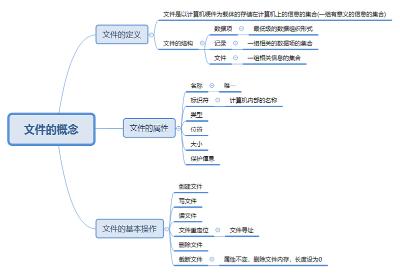 文件是以计算机硬件为载体的存储在计算机上的信息的集合(一组有意义的信息的集合)
文件的定义
数据项
最低级的数据组织形式
文件的结构
记录
一组相关的数据项的集合
文件
一组相关信息的集合
名称
唯一
标识符
计算机内部的名称
类型
文件的概念
文件的属性
位置
大小
保护信息
创建文件
写文件
读文件
文件的基本操作
文件重定位
文件寻址
删除文件
截断文件
属性不变、删除文件内存、长度设为0